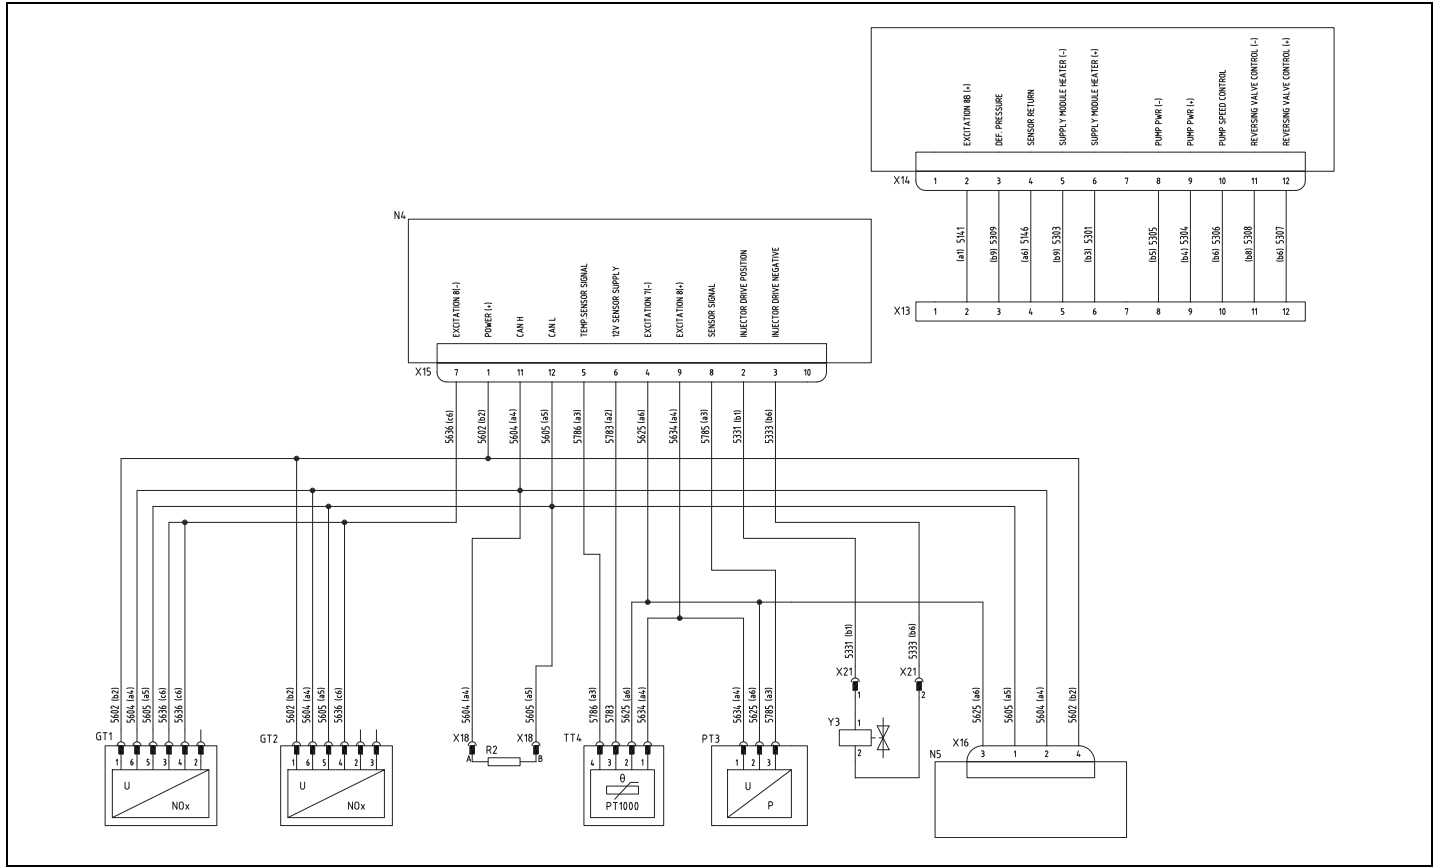 EXCITATION 8B (+)
DEF. PRESSURE
SENSOR RETURN
SUPPLY MODULE HEATER (-)
SUPPLY MODULE HEATER (+)
PUMP PWR (-)
PUMP PWR (+)
PUMP SPEED CONTROL
REVERSING VALVE CONTROL (-)
REVERSING VALVE CONTROL (+)
X14 1 2 3 4 5 6 7 8 9 10 11 12
(a1) 5141
(b9) 5309
(a6) 5146
(b9) 5303
(b3) 5301
(b5) 5305
(b4) 5304
(b6) 5306
(b8) 5308
(b6) 5307
X13 1 2 3 4 5 6 7 8 9 10 11 12
N4
EXCITATION 8(-)
POWER (+)
CAN H
CAN L
TEMP.SENSOR SIGNAL
12V SENSOR SUPPLY
EXCITATION 7(-)
EXCITATION 8(+)
SENSOR SIGNAL
INJECTOR DRIVE POSITION
INJECTOR DRIVE NEGATIVE
X15 7 1 11 12 5 6 4 9 8 2 3 10
5636 (c6)
5602 (b2)
5604 (a4)
5605 (a5)
5786 (a3)
5783 (a2)
5625 (a6)
5634 (a4)
5785 (a3)
5331 (b1)
5333 (b6)
5602 (b2)
5604 (a4)
5605 (a5)
5636 (c6)
5636 (c6)
GT1
1 6 5 3 4 2
U
NOx
5602 (b2)
5604 (a4)
5605 (a5)
5636 (c6)
GT2
1 6 5 4 2 3
U
NOx
5604 (a4)
5605 (a5)
X18 X18
A R2 B
5786 (a3)
5783
5625 (a6)
5634 (a4)
TT4
4 3 2 1
θ
PT1000
5634 (a4)
5625 (a6)
5785 (a3)
PT3
1 2 3
U
P
5331 (b1)
5333 (b6)
X21 X21
1 2
Y3 1
2
5625 (a6)
5605 (a5)
5604 (a4)
5602 (b2)
X16
3 1 2 4
N5